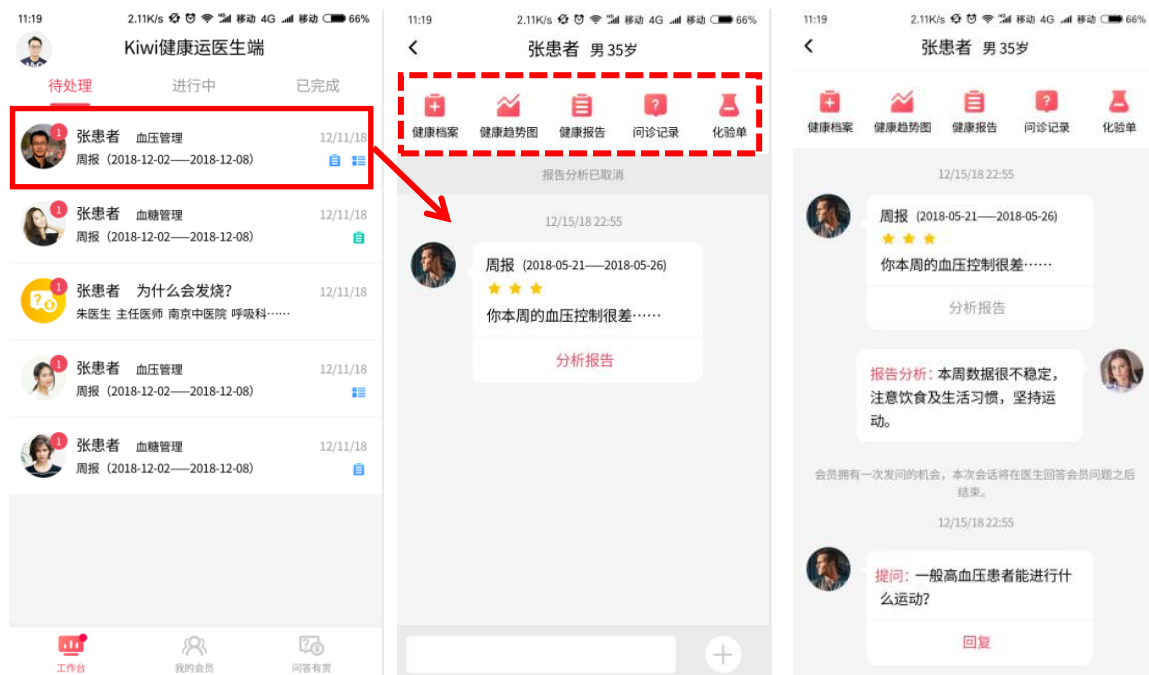 11:19 2.11K/s 移动 4G 移动 66%
Kiwi健康运医生端
待处理 进行中 已完成
1
张患者 血压管理 12/11/18
周报（2018-12-02——2018-12-08）
1
张患者 血糖管理 12/11/18
周报（2018-12-02——2018-12-08）
1
张患者 为什么会发烧？ 12/11/18
朱医生 主任医师 南京中医院 呼吸科……
1
张患者 血压管理 12/11/18
周报（2018-12-02——2018-12-08）
1
张患者 血糖管理 12/11/18
周报（2018-12-02——2018-12-08）
工作台 我的会员 问答有赏
11:19 2.11K/s 移动 4G 移动 66%
张患者 男 35岁
健康档案 健康趋势图 健康报告 问诊记录 化验单
报告分析已取消
12/15/18 22:55
周报（2018-05-21——2018-05-26)
你本周的血压控制很差……
分析报告
11:19 2.11K/s 移动 4G 移动 66%
张患者 男 35岁
健康档案 健康趋势图 健康报告 问诊记录 化验单
12/15/18 22:55
周报（2018-05-21——2018-05-26)
你本周的血压控制很差……
分析报告
报告分析：本周数据很不稳定，
注意饮食及生活习惯，坚持运
动。
会员拥有一次发问的机会，本次会话将在医生回答会员问题之后
结束。
12/15/18 22:55
提问：一般高血压患者能进行什
么运动？
回复